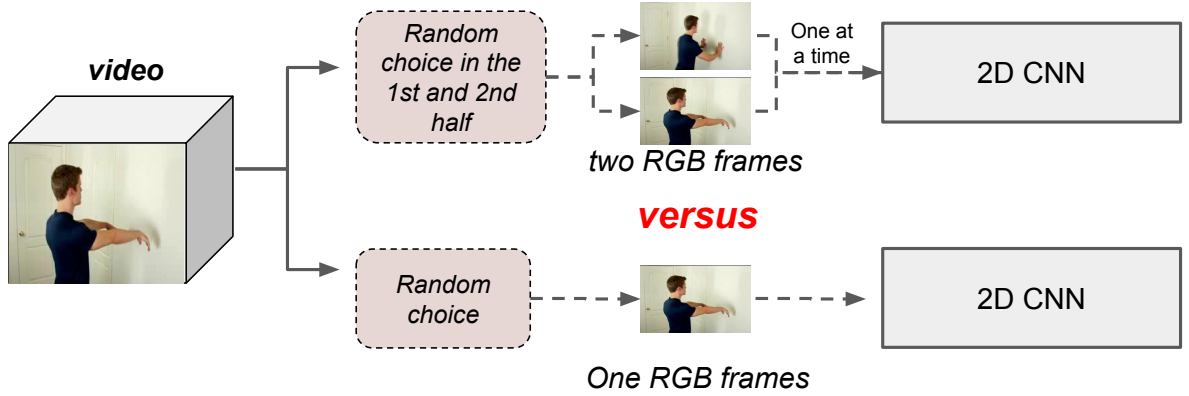 video
Random
choice in the
1st and 2nd
half
One at
a time
2D CNN
two RGB frames
versus
Random
choice
2D CNN
One RGB frames